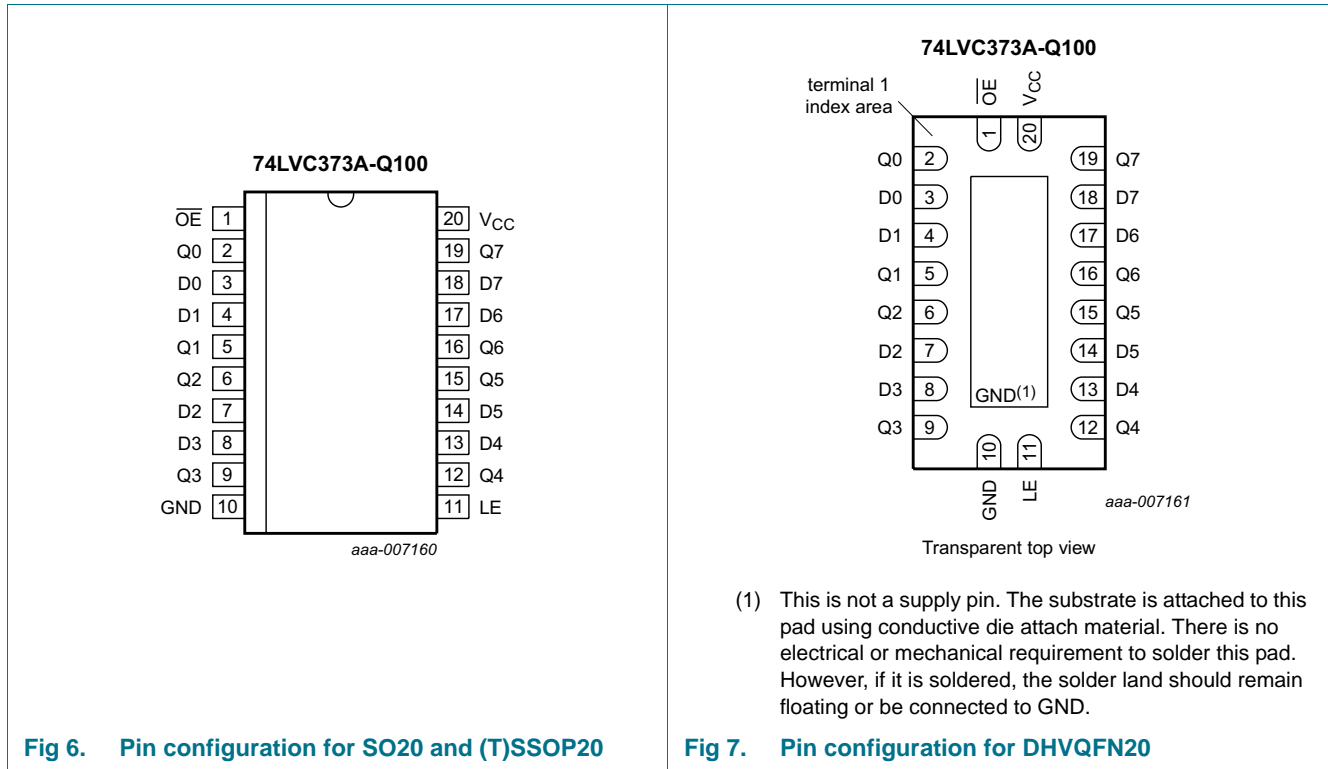 74LVC373A-Q100
OE 1 20 VCC
Q0 2 19 Q7
D0 3 18 D7
D1 4 17 D6
Q1 5 16 Q6
Q2 6 15 Q5
D2 7 14 D5
D3 8 13 D4
Q3 9 12 Q4
GND 10 11 LE
aaa-007160
Fig 6. Pin configuration for SO20 and (T)SSOP20
74LVC373A-Q100
terminal 1
index area
OE VCC
1 20
Q0 2 19 Q7
D0 3 18 D7
D1 4 17 D6
Q1 5 16 Q6
Q2 6 15 Q5
D2 7 14 D5
D3 8 13 D4
Q3 9 12 Q4
GND(1)
10 11
GND LE
aaa-007161
Transparent top view
(1) This is not a supply pin. The substrate is attached to this
pad using conductive die attach material. There is no
electrical or mechanical requirement to solder this pad.
However, if it is soldered, the solder land should remain
floating or be connected to GND.
Fig 7. Pin configuration for DHVQFN20